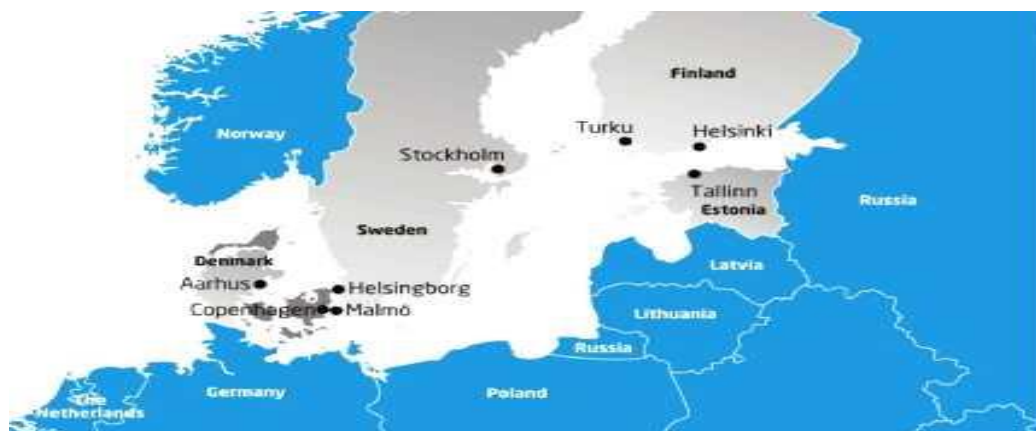 Finland
Norway
Turku
Helsinki
Stockholm
Tallinn
Estonia
Russia
Sweden
Denmark
Latvia
Aarhus
Helsingborg
Copenhagen
Malmö
Lithuania
Russia
Germany
Poland
The
Netherlands